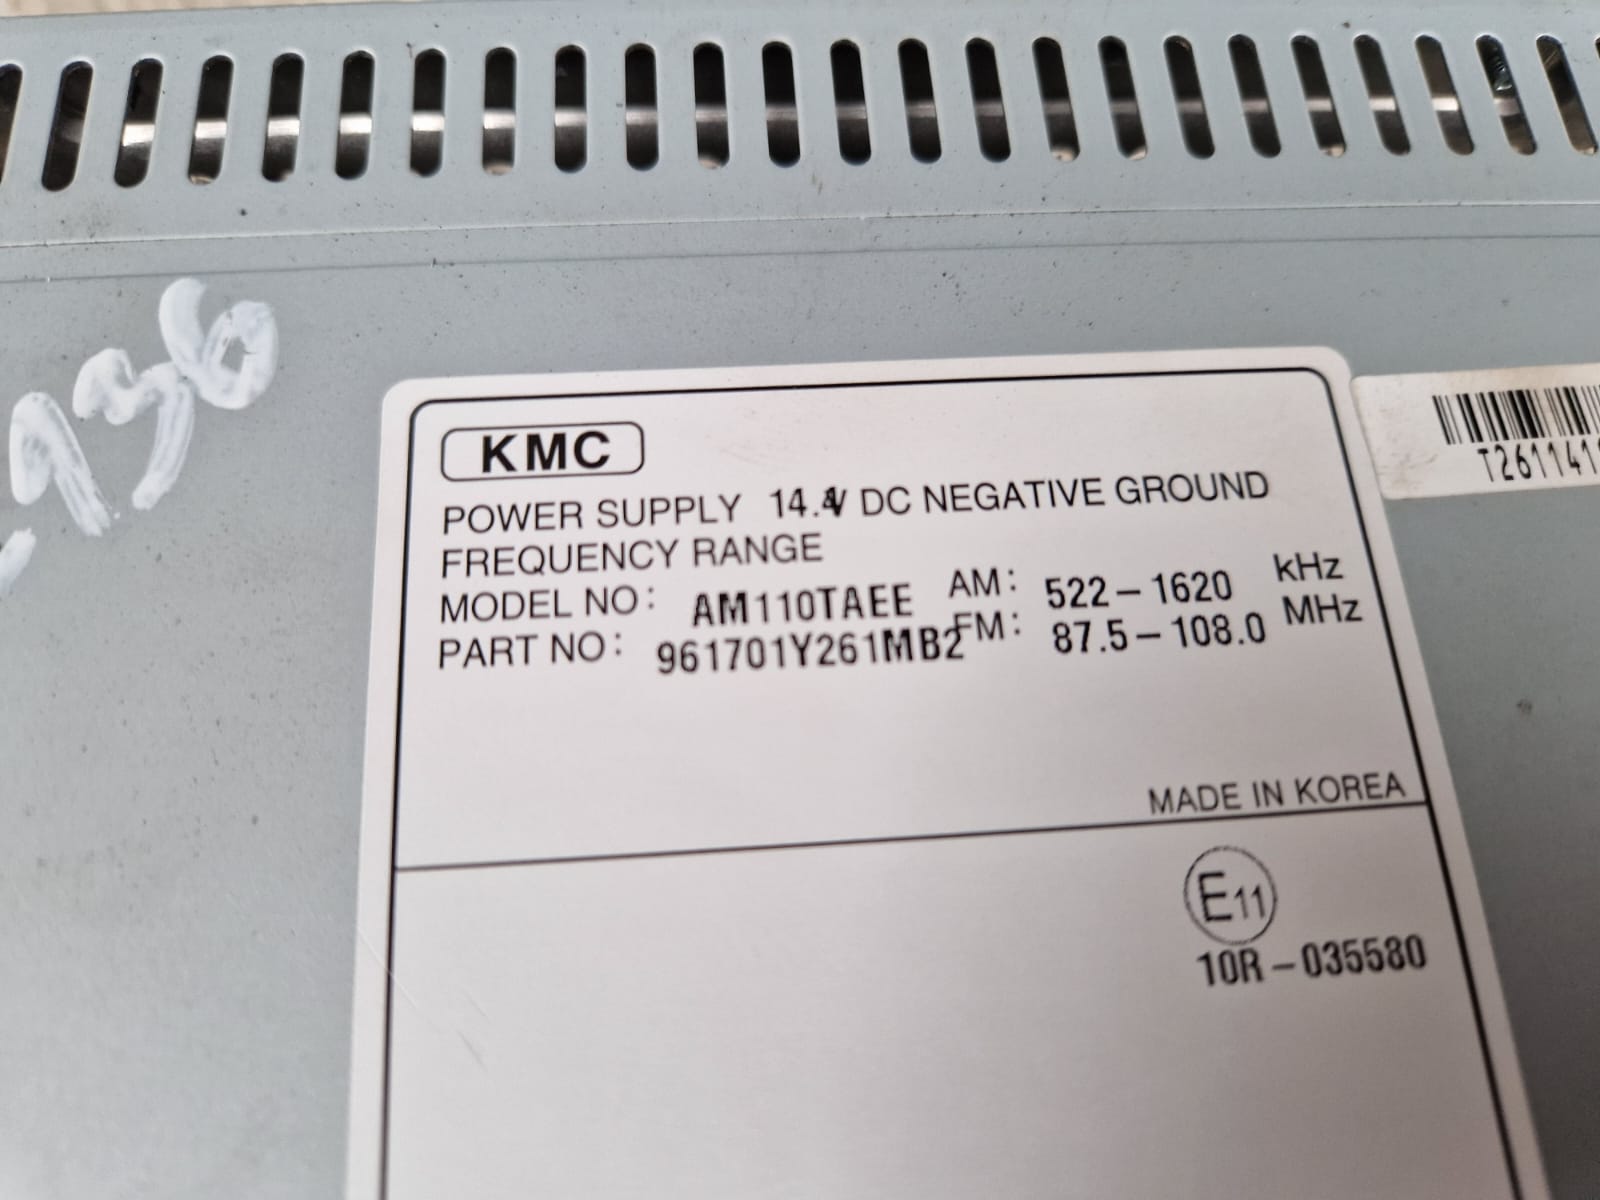 936
KMC
POWER SUPPLY 14.4V DC NEGATIVE GROUND
FREQUENCY RANGE
MODEL NO: AM110TAEE AM: 522-1620 kHz
PART NO: 961701Y261MB2 FM: 87.5-108.0 MHz
MADE IN KOREA
E11
10R-035580